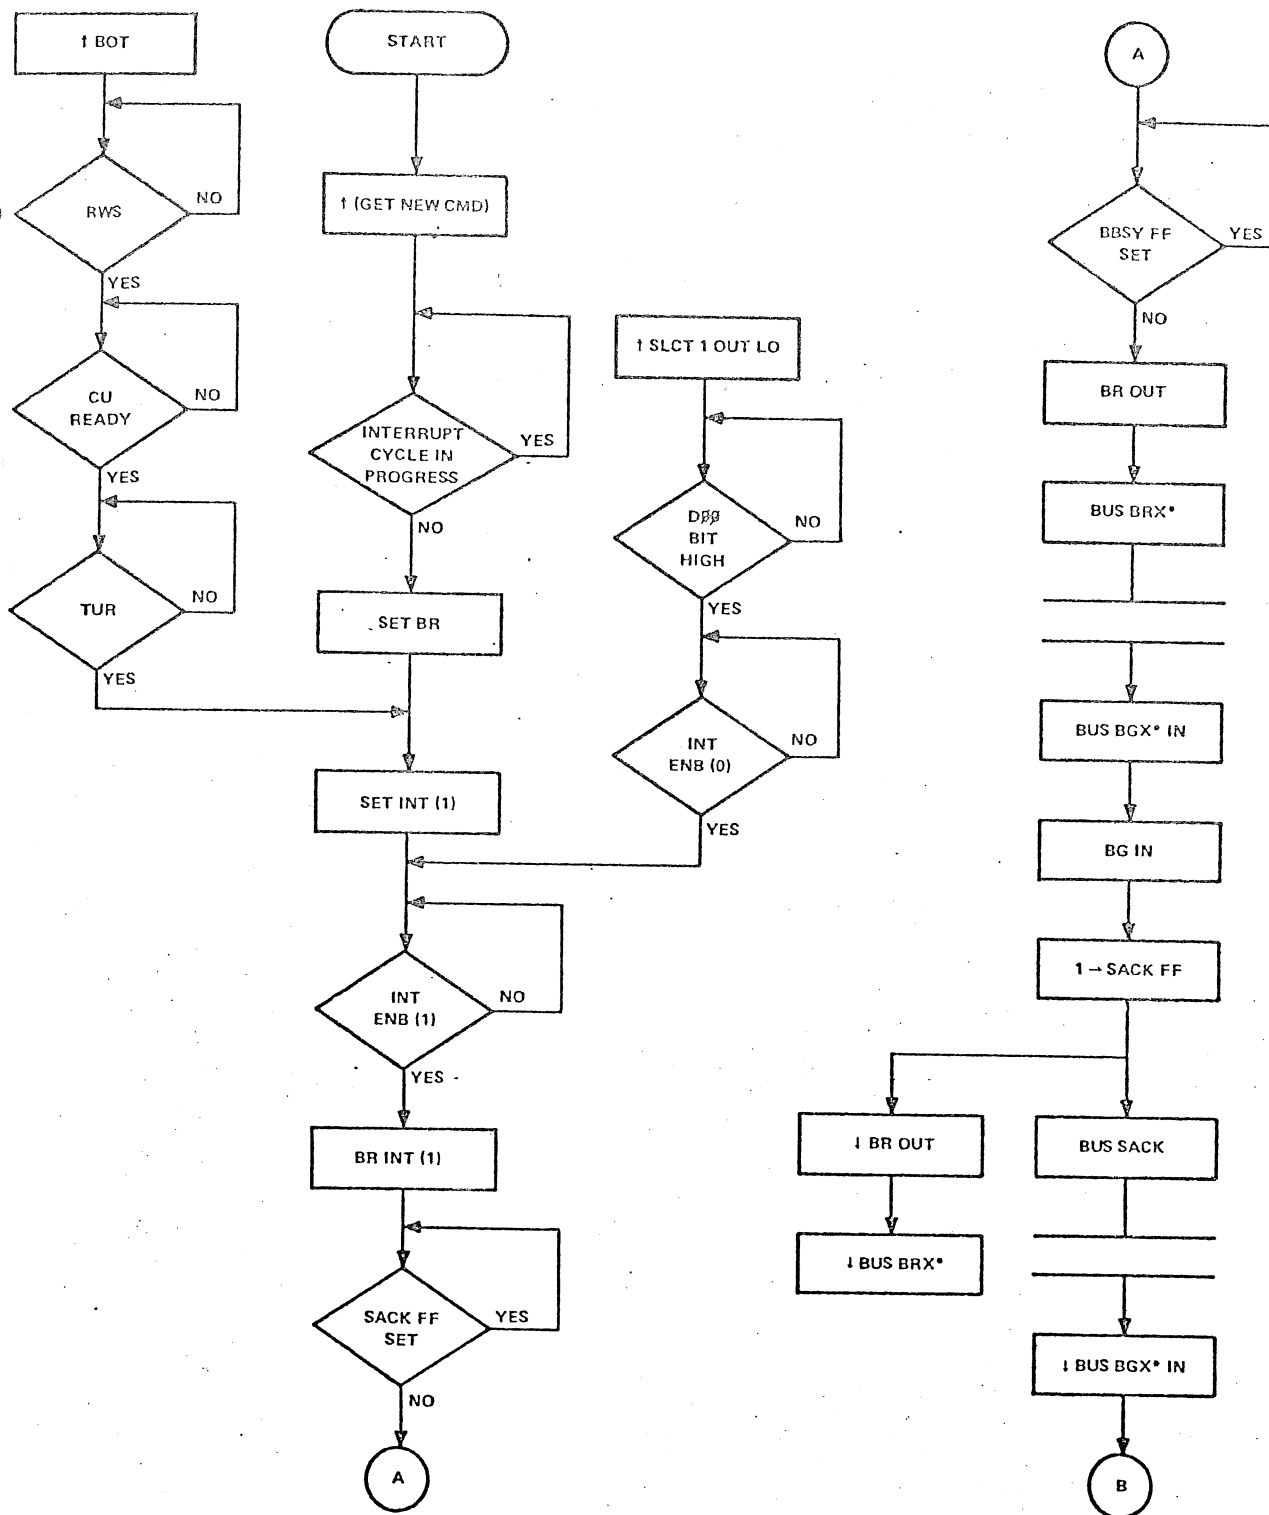 ↑ BOT
RWS
NO
YES
CU
READY
NO
YES
TUR
NO
YES
START
↑ (GET NEW CMD)
INTERRUPT
CYCLE IN
PROGRESS
YES
NO
SET BR
SET INT (1)
INT
ENB (1)
NO
YES
BR INT (1)
SACK FF
SET
YES
NO
A
↑ SLCT 1 OUT LO
DØØ
BIT
HIGH
NO
YES
INT
ENB (0)
NO
YES
A
BBSY FF
SET
YES
NO
BR OUT
BUS BRX*
BUS BGX* IN
BG IN
1 → SACK FF
↓ BR OUT
↓ BUS BRX*
BUS SACK
↓ BUS BGX* IN
B